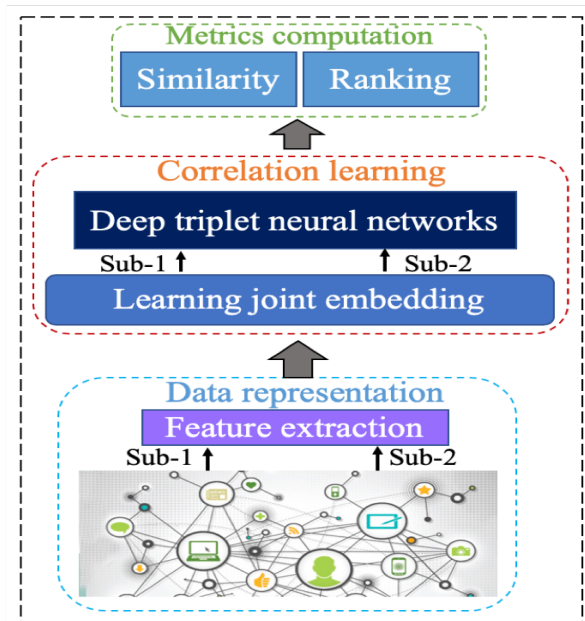 Metrics computation
Similarity Ranking
Correlation learning
Deep triplet neural networks
Sub-1 Sub-2
Learning joint embedding
Data representation
Feature extraction
Sub-1 Sub-2